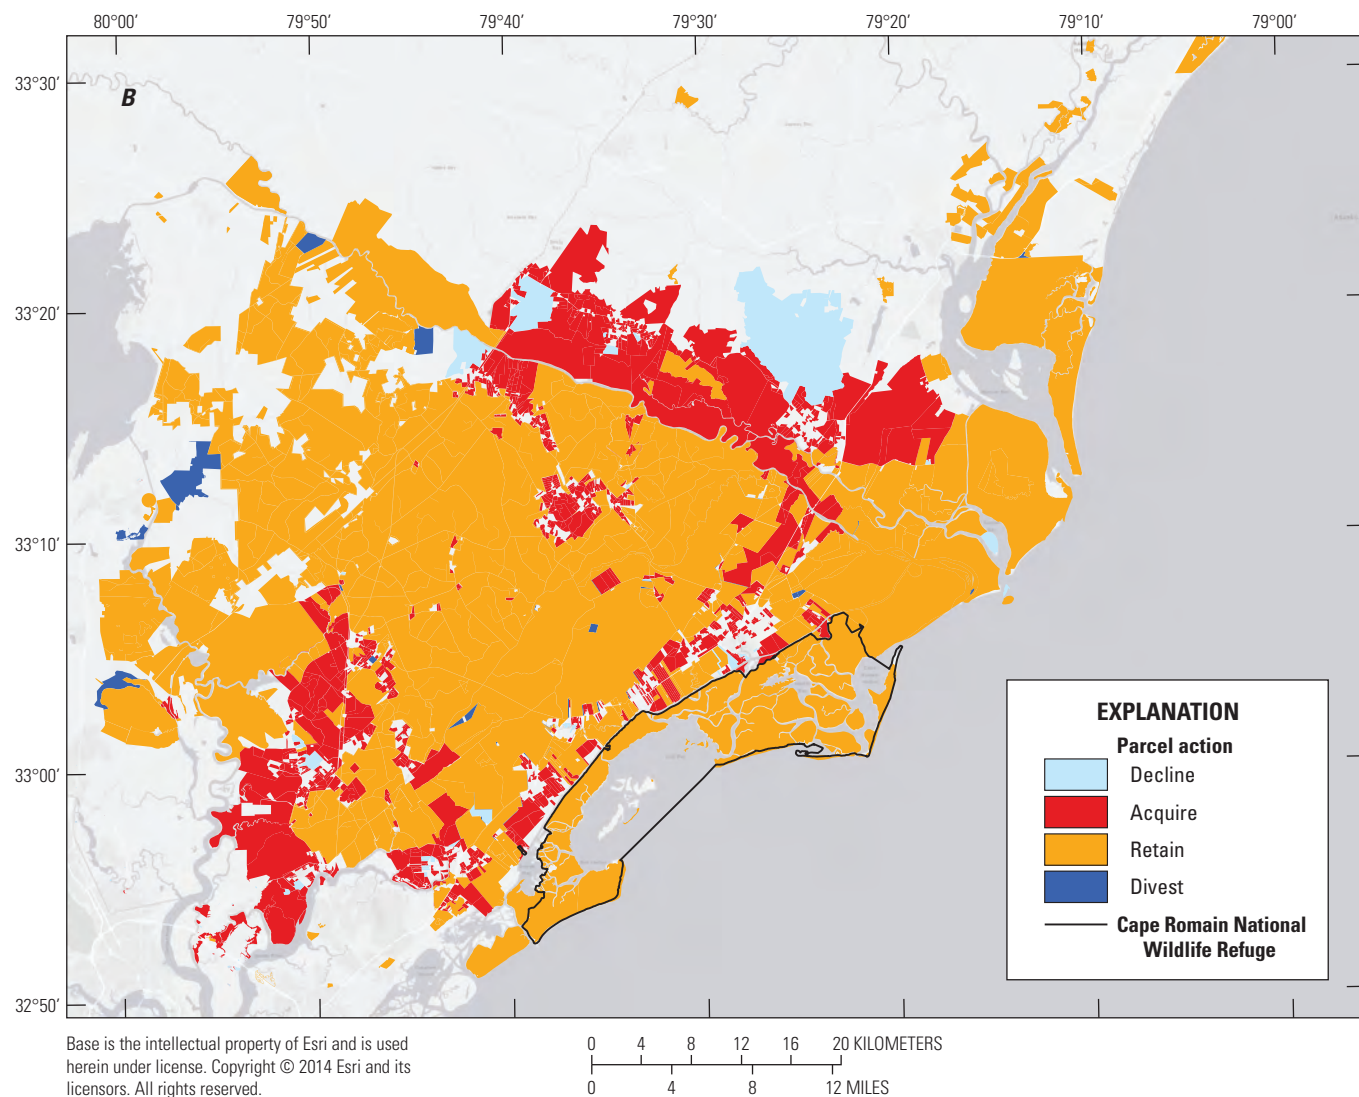 80°00′ 79°50′ 79°40′ 79°30′ 79°20′ 79°10′ 79°00′
33°30′
B
33°20′
33°10′
33°00′
32°50′
EXPLANATION
Parcel action
Decline
Acquire
Retain
Divest
Cape Romain National
Wildlife Refuge
Base is the intellectual property of Esri and is used
herein under license. Copyright © 2014 Esri and its
licensors. All rights reserved.
0 4 8 12 16 20 KILOMETERS
0 4 8 12 MILES